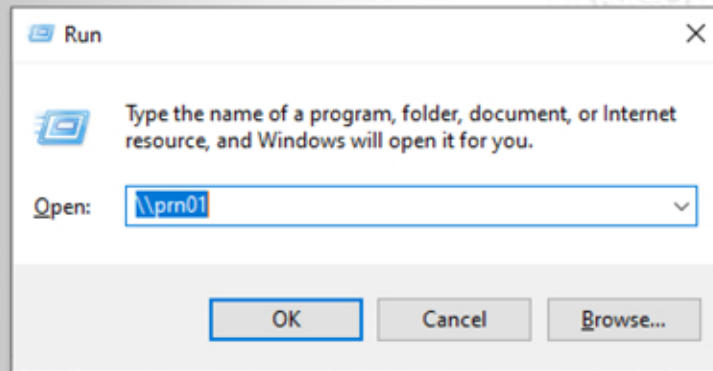 Run
Type the name of a program, folder, document, or Internet
resource, and Windows will open it for you.
Open: \\prn01
OK Cancel Browse...